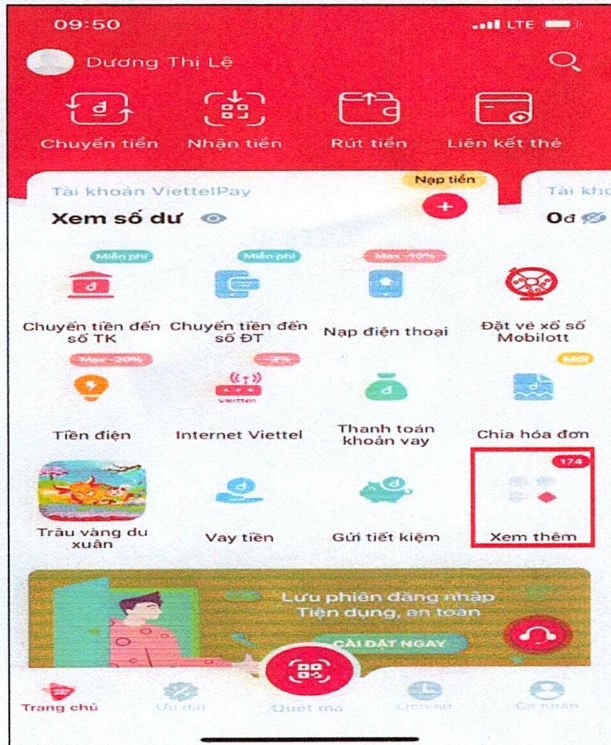 09:50 LTE
Dương Thị Lệ
Chuyển tiền Nhận tiền Rút tiền Liên kết thẻ
Nạp tiền
Tài khoản ViettelPay
Xem số dư 0đ
Miễn phí Miễn phí Max -10%
Chuyển tiền đến số TK
Chuyển tiền đến số ĐT
Nạp điện thoại
Đặt vé xổ số Mobilott
Max -20% -3% Mới
viettel
Tiền điện
Internet Viettel
Thanh toán khoản vay
Chia hóa đơn
174
Trâu vàng du xuân
Vay tiền
Gửi tiết kiệm
Xem thêm
Lưu phiên đăng nhập
Tiện dụng, an toàn
CÀI ĐẶT NGAY
Trang chủ Ưu đãi Quét mã Lịch sử Cá nhân